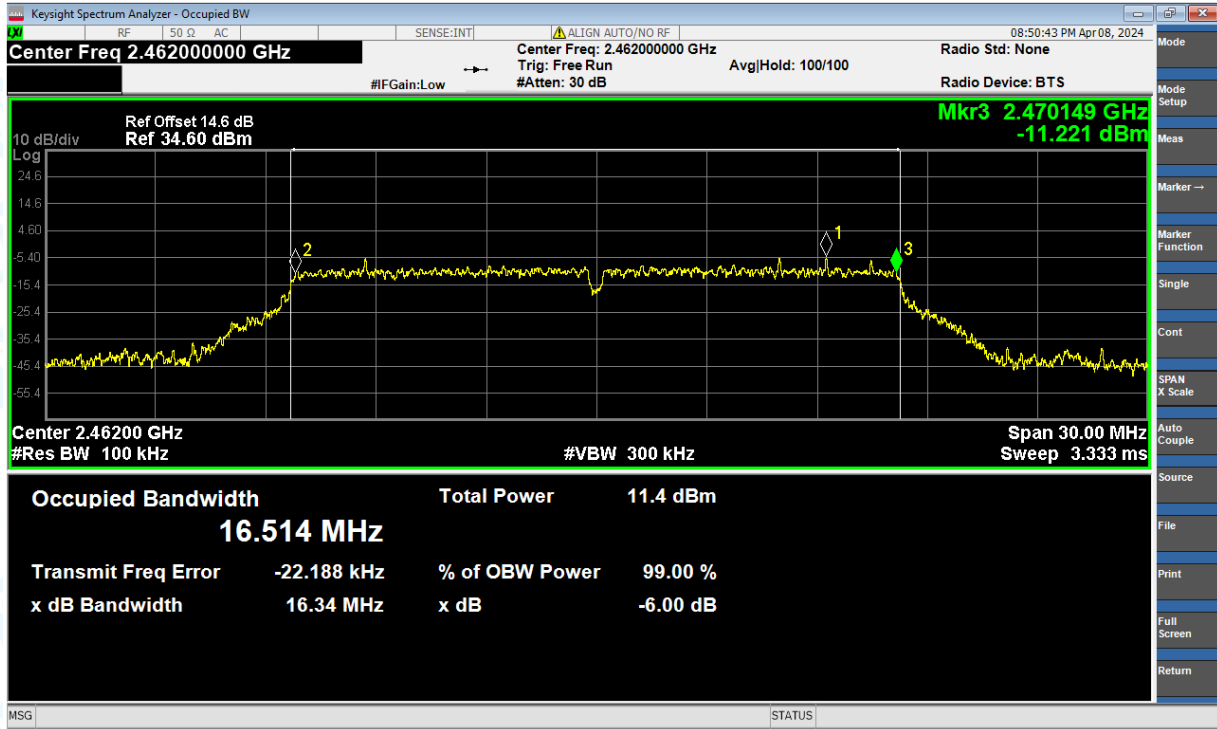 Keysight Spectrum Analyzer - Occupied BW
LXI RF 50 Ω AC SENSE:INT ALIGN AUTO/NO RF 08:50:43 PM Apr 08, 2024
Center Freq 2.462000000 GHz
Center Freq: 2.462000000 GHz
Radio Std: None
Trig: Free Run
Avg|Hold: 100/100
#IFGain:Low
#Atten: 30 dB
Radio Device: BTS
Mkr3 2.470149 GHz
-11.221 dBm
Ref Offset 14.6 dB
10 dB/div Ref 34.60 dBm
Log
24.6
14.6
4.60
-5.40
-15.4
-25.4
-35.4
-45.4
-55.4
2
1
3
Center 2.46200 GHz
Span 30.00 MHz
#Res BW 100 kHz
#VBW 300 kHz
Sweep 3.333 ms
Occupied Bandwidth
Total Power 11.4 dBm
16.514 MHz
Transmit Freq Error -22.188 kHz
% of OBW Power 99.00 %
x dB Bandwidth 16.34 MHz
x dB -6.00 dB
MSG
STATUS
Mode
Mode
Setup
Meas
Marker →
Marker
Function
Single
Cont
SPAN
X Scale
Auto
Couple
Source
File
Print
Full
Screen
Return